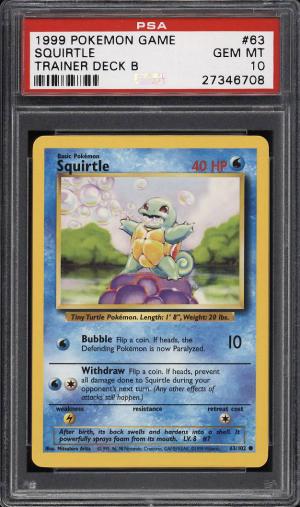 PSA
1999 POKEMON GAME #63
SQUIRTLE GEM MT
TRAINER DECK B 10
27346708
Basic Pokémon
Squirtle 40 HP
Tiny Turtle Pokémon. Length: 1' 8", Weight: 20 lbs.
Bubble Flip a coin. If heads, the 10
Defending Pokémon is now Paralyzed.
Withdraw Flip a coin. If heads, prevent
all damage done to Squirtle during your
opponent's next turn. (Any other effects of
attacks still happen.)
weakness resistance retreat cost
After birth, its back swells and hardens into a shell. It
powerfully sprays foam from its mouth. LV. 8 #7
Illus. Mitsuhiro Arita 63/102